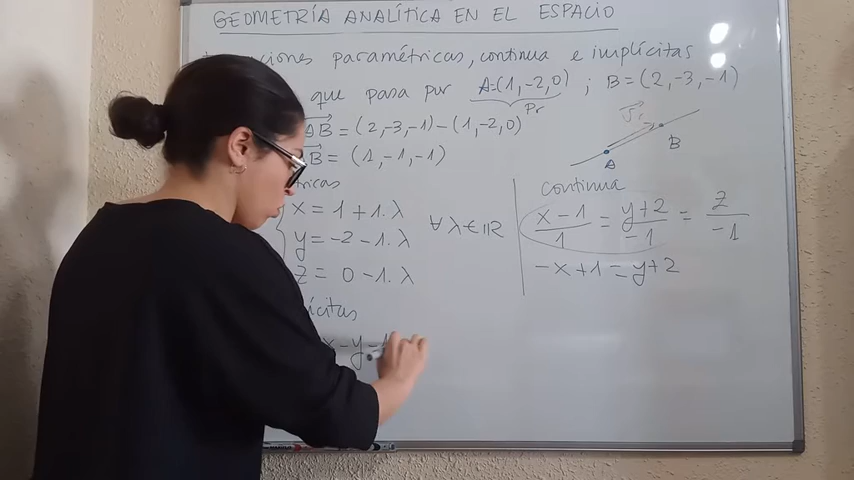 GEOMETRÍA ANALÍTICA EN EL ESPACIO
paramétricas, continua e implícitas
que pasa por A=(1,-2,0) ; B=(2,-3,-1)
Pr
AB = (2,-3,-1)-(1,-2,0)
= (1,-1,-1)
A
B
x = 1 + 1.λ
y = -2 - 1.λ
z = 0 - 1.λ
∀ λ ∈ ℝ
x - y - 1
Continua
x - 1 / 1 = y + 2 / -1 = z / -1
-x + 1 = y + 2